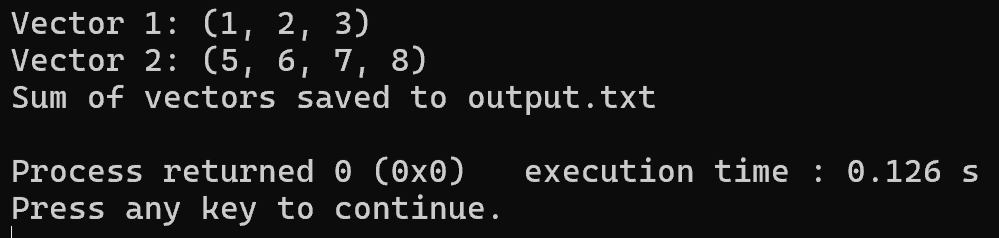 Vector 1: (1, 2, 3)
Vector 2: (5, 6, 7, 8)
Sum of vectors saved to output.txt
Process returned 0 (0x0)   execution time : 0.126 s
Press any key to continue.